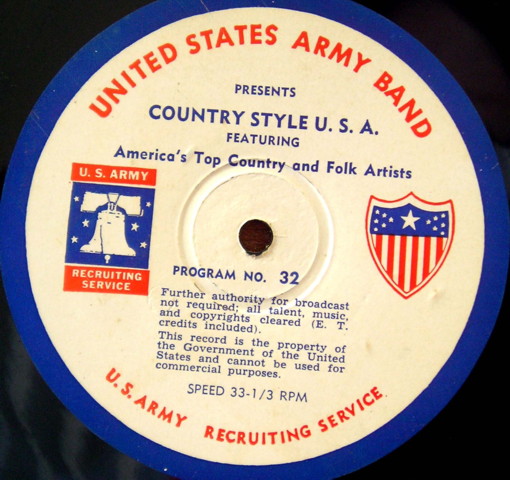 UNITED STATES ARMY BAND
PRESENTS
COUNTRY STYLE U. S. A.
FEATURING
America's Top Country and Folk Artists
U. S. ARMY
RECRUITING
SERVICE
PROGRAM NO. 32
Further authority for broadcast
not required; all talent, music,
and copyrights cleared (E. T.
credits included).
This record is the property of
the Government of the United
States and cannot be used for
commercial purposes.
SPEED 33-1/3 RPM
U. S. ARMY RECRUITING SERVICE